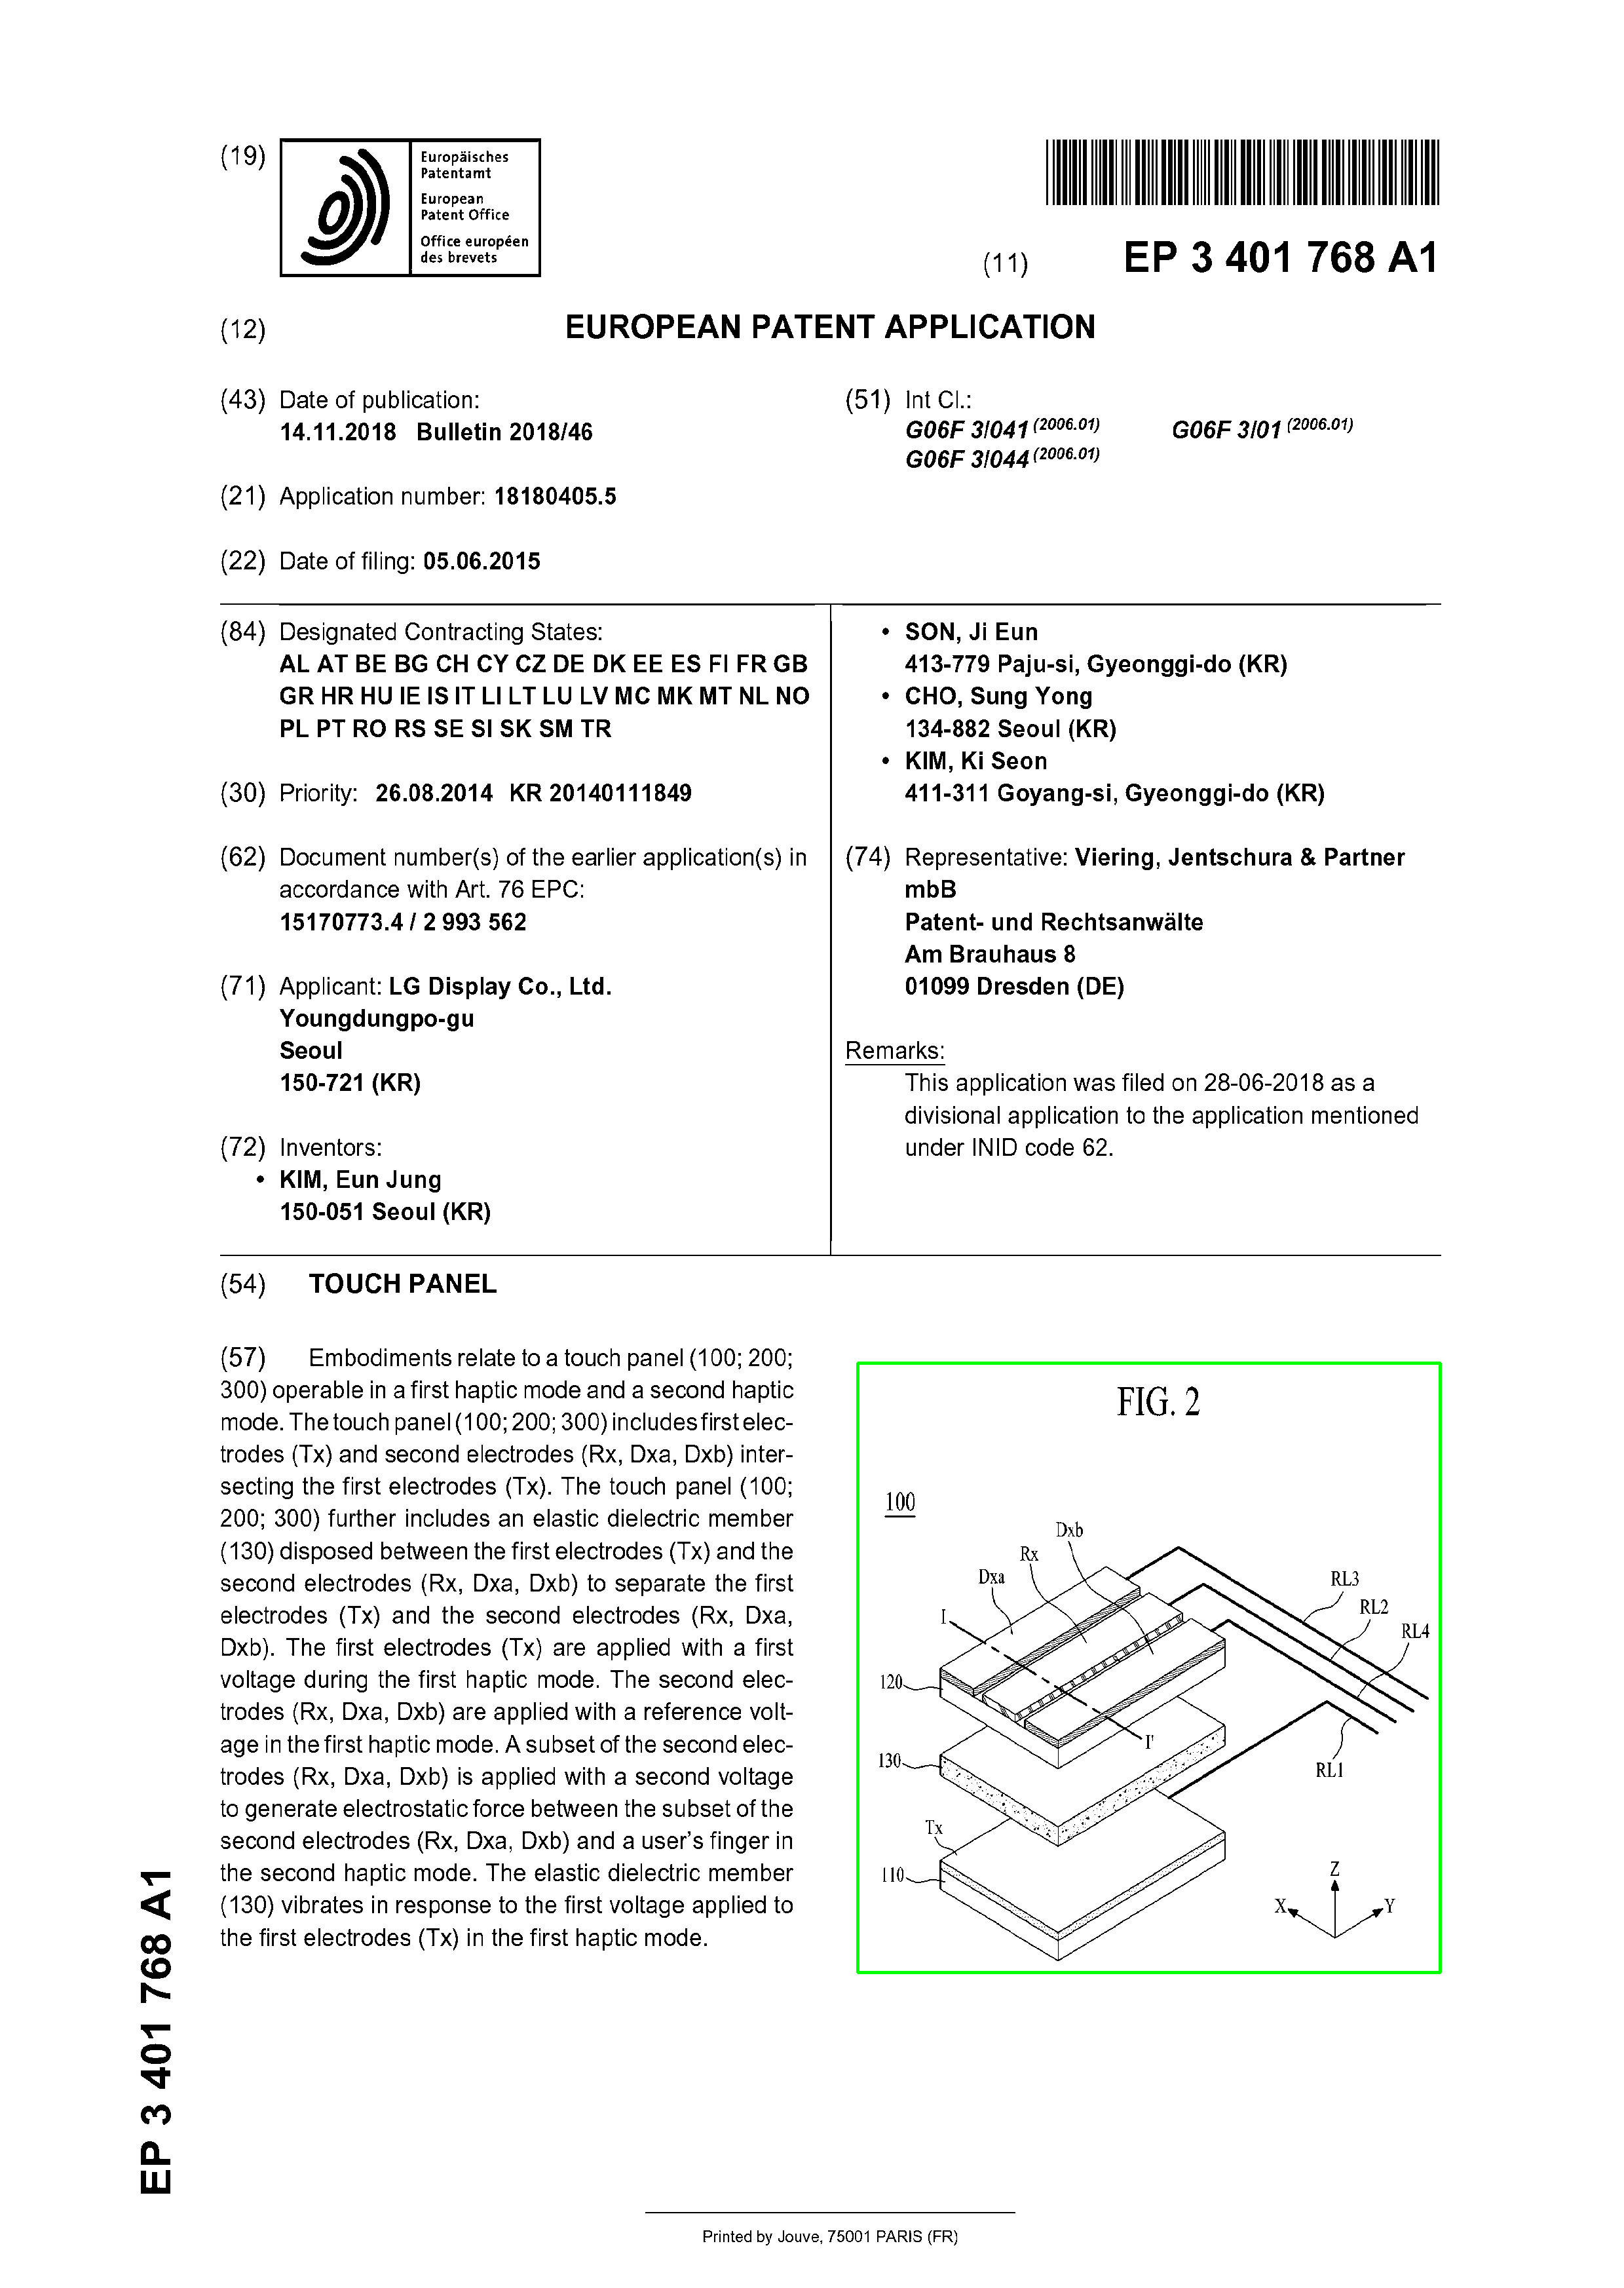 (19)
Europäisches
Patentamt
European
Patent Office
Office européen
des brevets
(11) EP 3 401 768 A1
(12) EUROPEAN PATENT APPLICATION
(43) Date of publication:
14.11.2018 Bulletin 2018/46
(21) Application number: 18180405.5
(22) Date of filing: 05.06.2015
(51) Int Cl.:
G06F 3/041 (2006.01) G06F 3/01 (2006.01)
G06F 3/044 (2006.01)
(84) Designated Contracting States:
AL AT BE BG CH CY CZ DE DK EE ES FI FR GB
GR HR HU IE IS IT LI LT LU LV MC MK MT NL NO
PL PT RO RS SE SI SK SM TR
(30) Priority: 26.08.2014 KR 20140111849
(62) Document number(s) of the earlier application(s) in
accordance with Art. 76 EPC:
15170773.4 / 2 993 562
(71) Applicant: LG Display Co., Ltd.
Youngdungpo-gu
Seoul
150-721 (KR)
(72) Inventors:
• KIM, Eun Jung
150-051 Seoul (KR)
• SON, Ji Eun
413-779 Paju-si, Gyeonggi-do (KR)
• CHO, Sung Yong
134-882 Seoul (KR)
• KIM, Ki Seon
411-311 Goyang-si, Gyeonggi-do (KR)
(74) Representative: Viering, Jentschura & Partner
mbB
Patent- und Rechtsanwälte
Am Brauhaus 8
01099 Dresden (DE)
Remarks:
This application was filed on 28-06-2018 as a
divisional application to the application mentioned
under INID code 62.
(54) TOUCH PANEL
(57) Embodiments relate to a touch panel (100; 200;
300) operable in a first haptic mode and a second haptic
mode. The touch panel (100; 200; 300) includes first elec-
trodes (Tx) and second electrodes (Rx, Dxa, Dxb) inter-
secting the first electrodes (Tx). The touch panel (100;
200; 300) further includes an elastic dielectric member
(130) disposed between the first electrodes (Tx) and the
second electrodes (Rx, Dxa, Dxb) to separate the first
electrodes (Tx) and the second electrodes (Rx, Dxa,
Dxb). The first electrodes (Tx) are applied with a first
voltage during the first haptic mode. The second elec-
trodes (Rx, Dxa, Dxb) are applied with a reference volt-
age in the first haptic mode. A subset of the second elec-
trodes (Rx, Dxa, Dxb) is applied with a second voltage
to generate electrostatic force between the subset of the
second electrodes (Rx, Dxa, Dxb) and a user's finger in
the second haptic mode. The elastic dielectric member
(130) vibrates in response to the first voltage applied to
the first electrodes (Tx) in the first haptic mode.
FIG. 2
100
Dxb
Rx
Dxa
I
RL3
RL2
RL4
120
I'
130
RL1
Tx
110
Z
X
Y
EP 3 401 768 A1
Printed by Jouve, 75001 PARIS (FR)